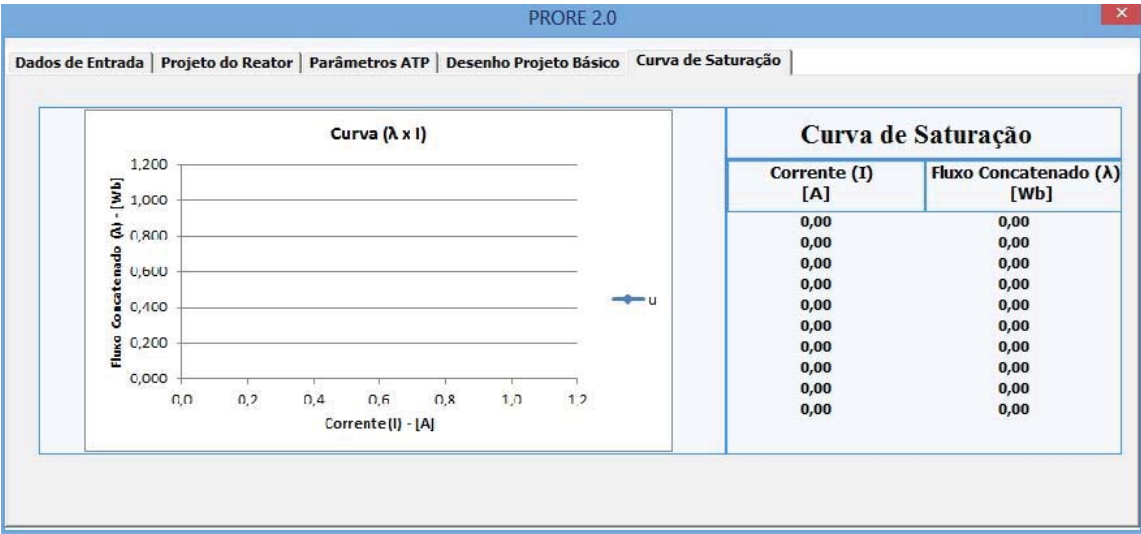 PRORE 2.0
Dados de Entrada | Projeto do Reator | Parâmetros ATP | Desenho Projeto Básico | Curva de Saturação
Curva (λ x I)
Fluxo Concatenado (λ) - [Wb]
1,200
1,000
0,800
0,600
0,400
0,200
0,000
0,0 0,2 0,4 0,6 0,8 1,0 1,2
Corrente (I) - [A]
u
Curva de Saturação
Corrente (I) Fluxo Concatenado (λ)
[A] [Wb]
0,00 0,00
0,00 0,00
0,00 0,00
0,00 0,00
0,00 0,00
0,00 0,00
0,00 0,00
0,00 0,00
0,00 0,00
0,00 0,00